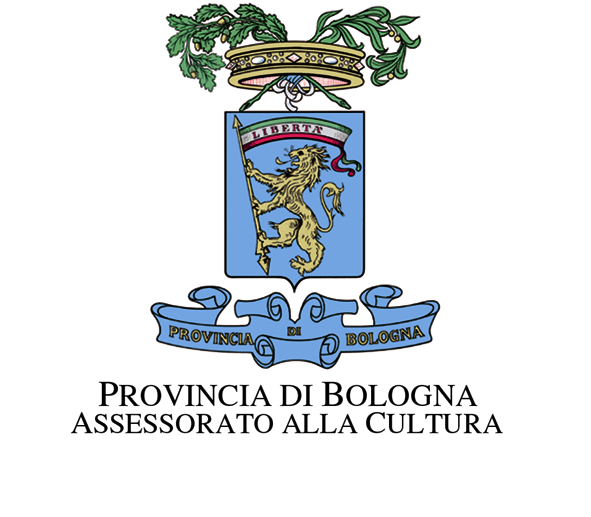 LIBERTA'
PROVINCIA DI BOLOGNA
PROVINCIA DI BOLOGNA
ASSESSORATO ALLA CULTURA